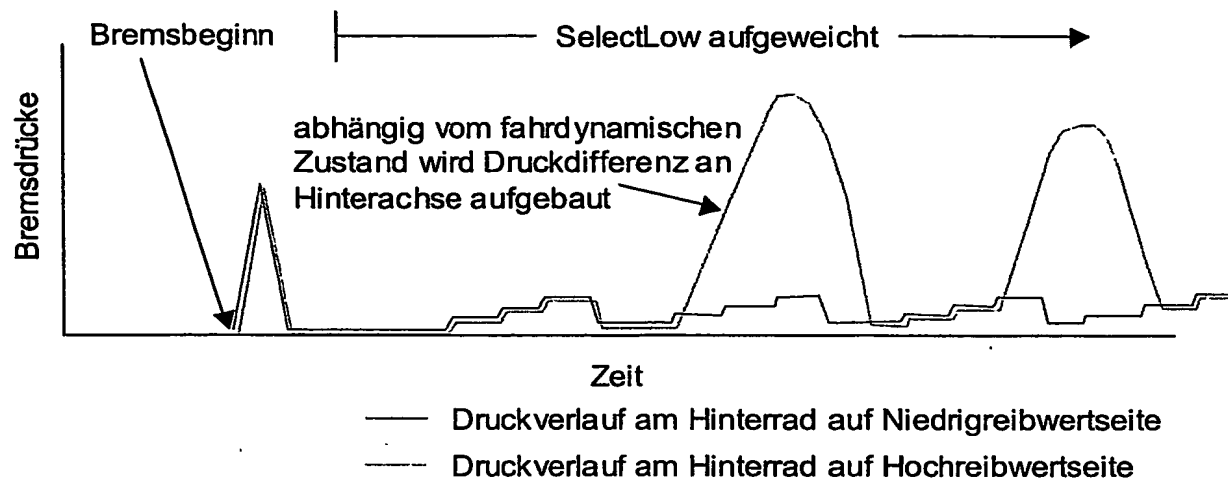 Bremsbeginn
SelectLow aufgeweicht
abhängig vom fahrdynamischen
Zustand wird Druckdifferenz an
Hinterachse aufgebaut
Bremsdrücke
Zeit
Druckverlauf am Hinterrad auf Niedrigreibwertseite
Druckverlauf am Hinterrad auf Hochreibwertseite